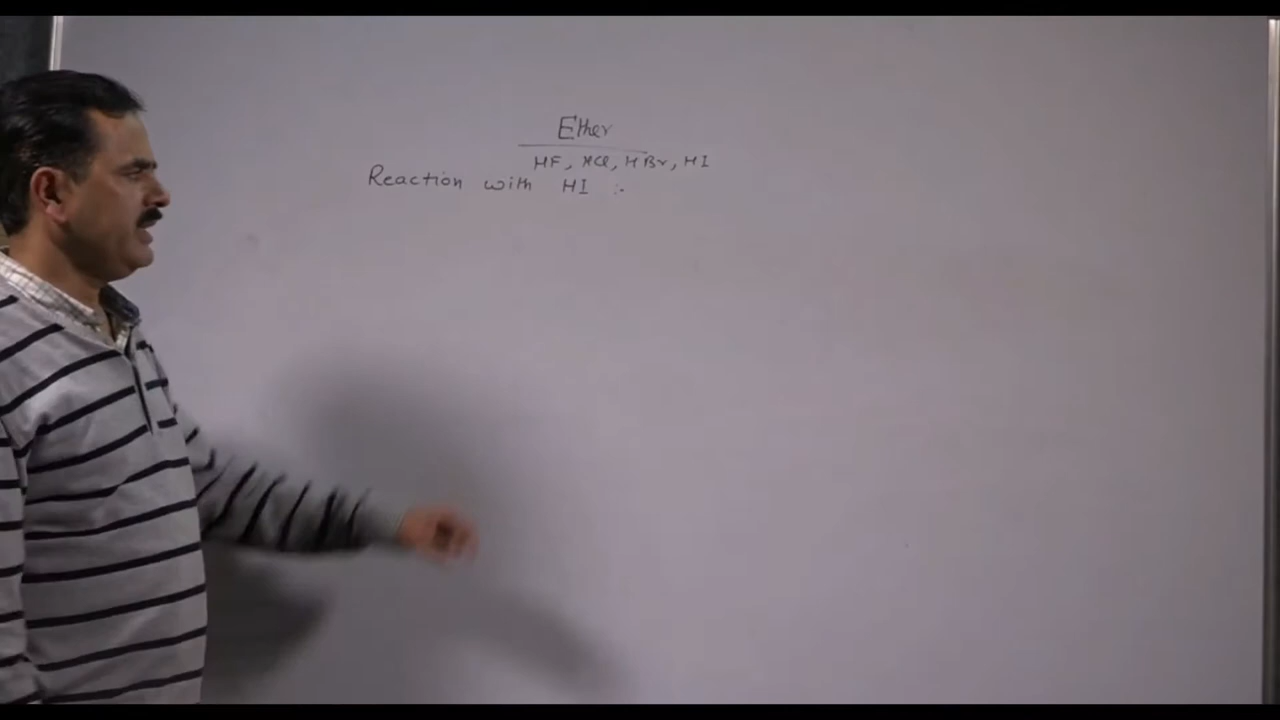 Ether
HF, HCl, HBr, HI
Reaction with HI :-